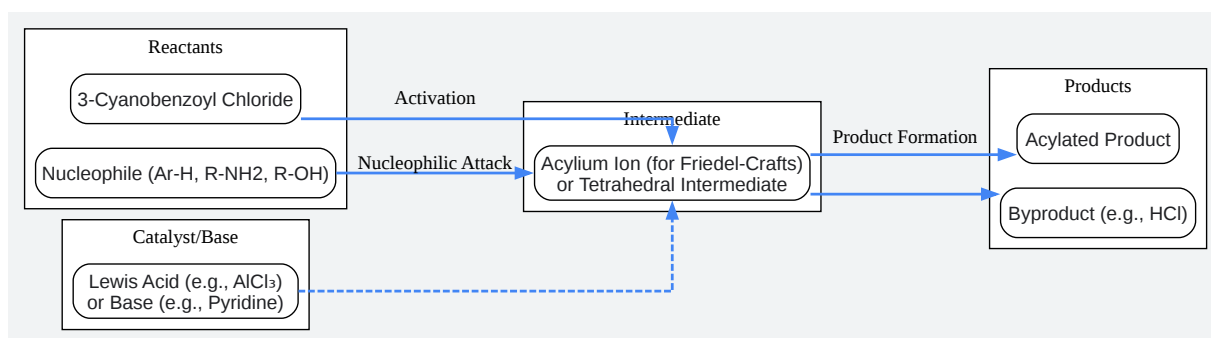 Reactants
3-Cyanobenzoyl Chloride
Nucleophile (Ar-H, R-NH2, R-OH)
Catalyst/Base
Lewis Acid (e.g., AlCl₃)
or Base (e.g., Pyridine)
Activation
Nucleophilic Attack
Intermediate
Acylium Ion (for Friedel-Crafts)
or Tetrahedral Intermediate
Product Formation
Products
Acylated Product
Byproduct (e.g., HCl)